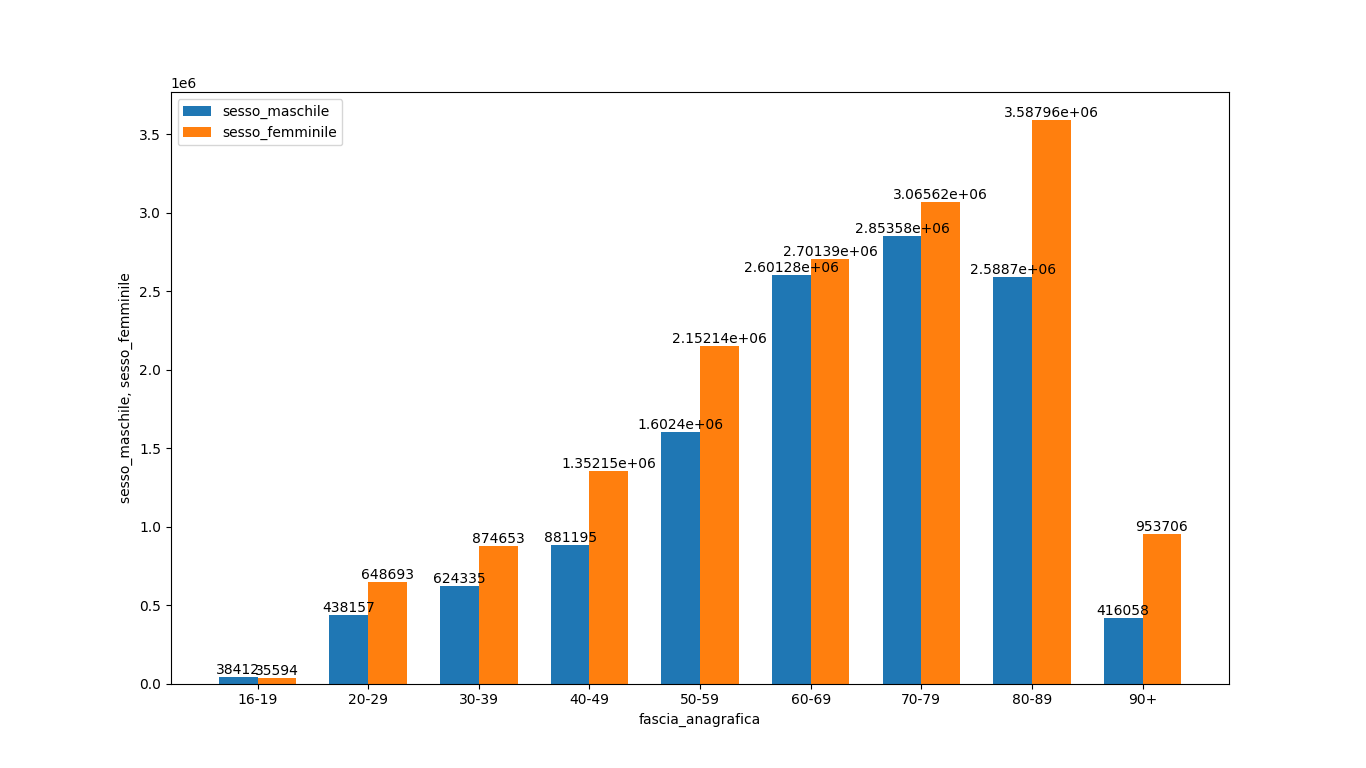 1e6
sesso_maschile
sesso_femminile
3.5
3.0
2.5
2.0
1.5
1.0
0.5
0.0
sesso_maschile, sesso_femminile
38412
35594
438157
648693
624335
874653
881195
1.35215e+06
1.6024e+06
2.15214e+06
2.60128e+06
2.70139e+06
2.85358e+06
3.06562e+06
2.5887e+06
3.58796e+06
416058
953706
16-19
20-29
30-39
40-49
50-59
60-69
70-79
80-89
90+
fascia_anagrafica